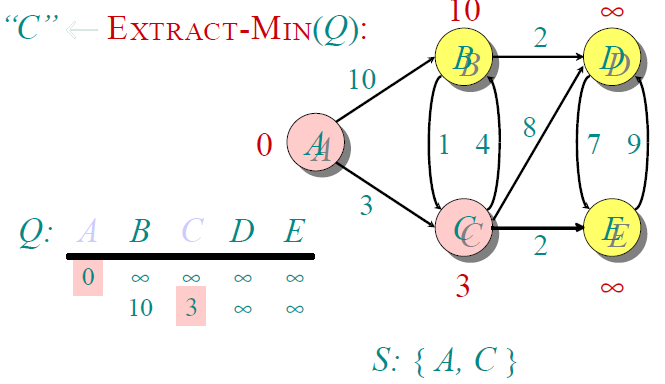 “C” ← EXTRACT-MIN(Q):
10
∞
2
B
D
10
0
A
1
4
8
7
9
3
C
2
E
3
∞
Q: A B C D E
0 ∞ ∞ ∞ ∞
10 3 ∞ ∞
S: { A, C }